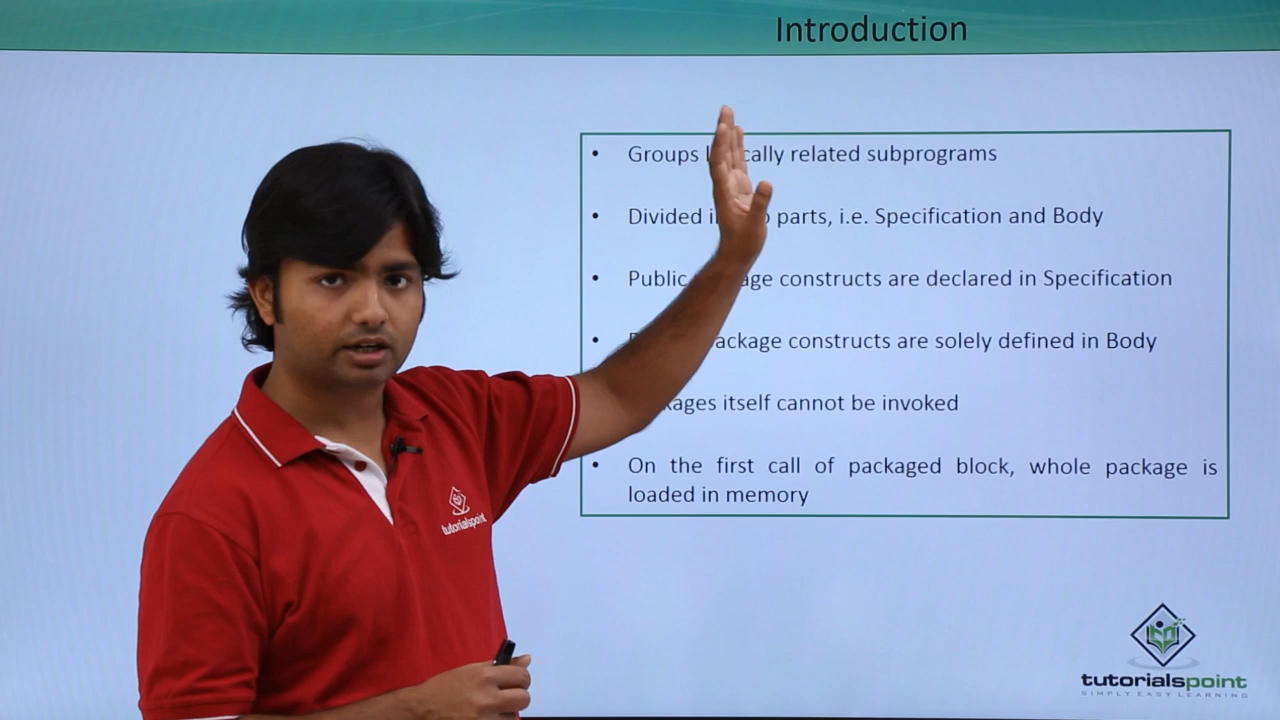 Introduction
• Groups cally related subprograms
• Divided i parts, i.e. Specification and Body
• Public age constructs are declared in Specification
• ackage constructs are solely defined in Body
kages itself cannot be invoked
• On the first call of packaged block, whole package is
loaded in memory
tutorialspoint
tutorialspoint
SIMPLY EASY LEARNING